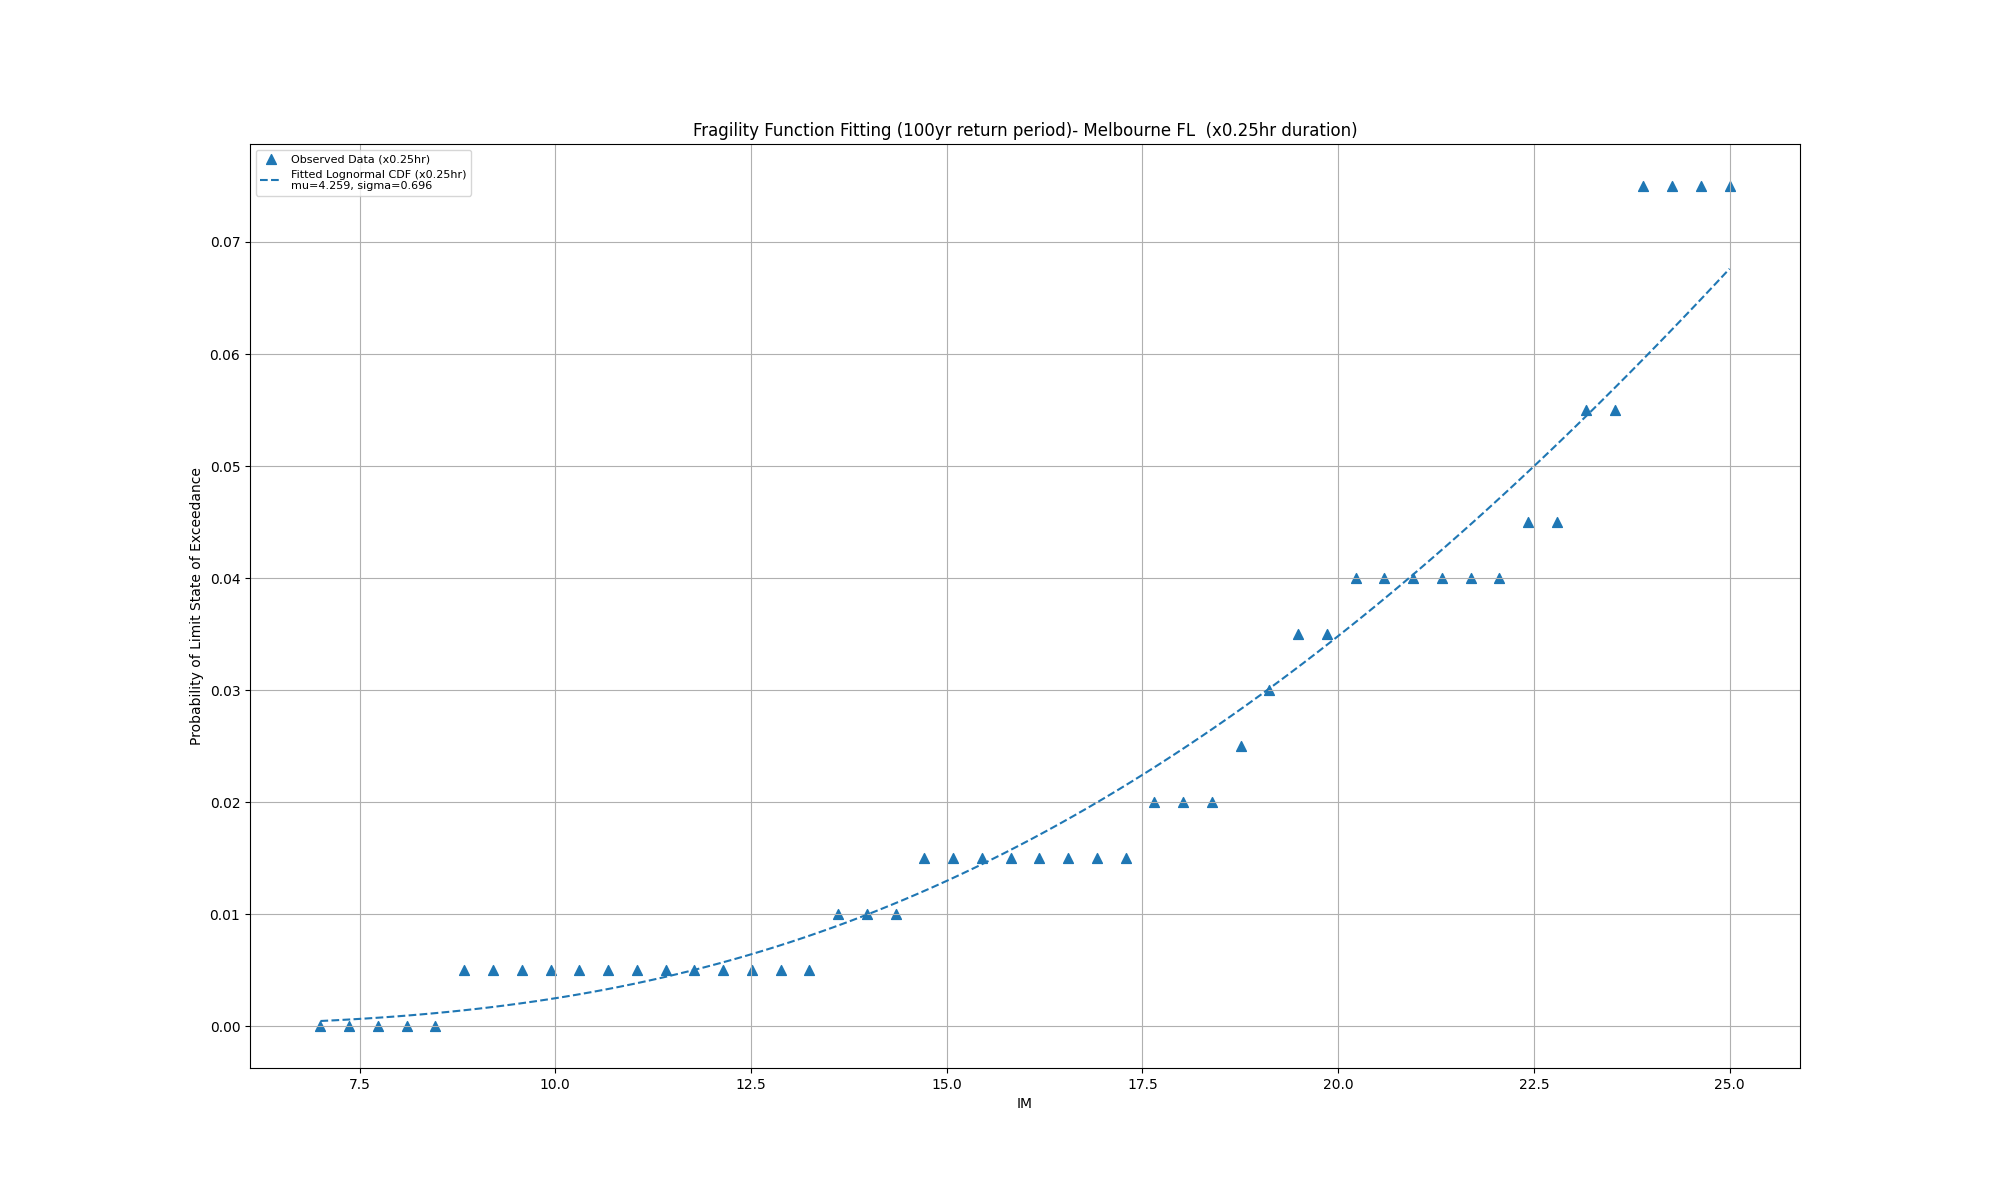 Fragility Function Fitting (100yr return period)- Melbourne FL  (x0.25hr duration)
Observed Data (x0.25hr)
Fitted Lognormal CDF (x0.25hr)
mu=4.259, sigma=0.696
Probability of Limit State of Exceedance
0.07
0.06
0.05
0.04
0.03
0.02
0.01
0.00
7.5 10.0 12.5 15.0 17.5 20.0 22.5 25.0
IM